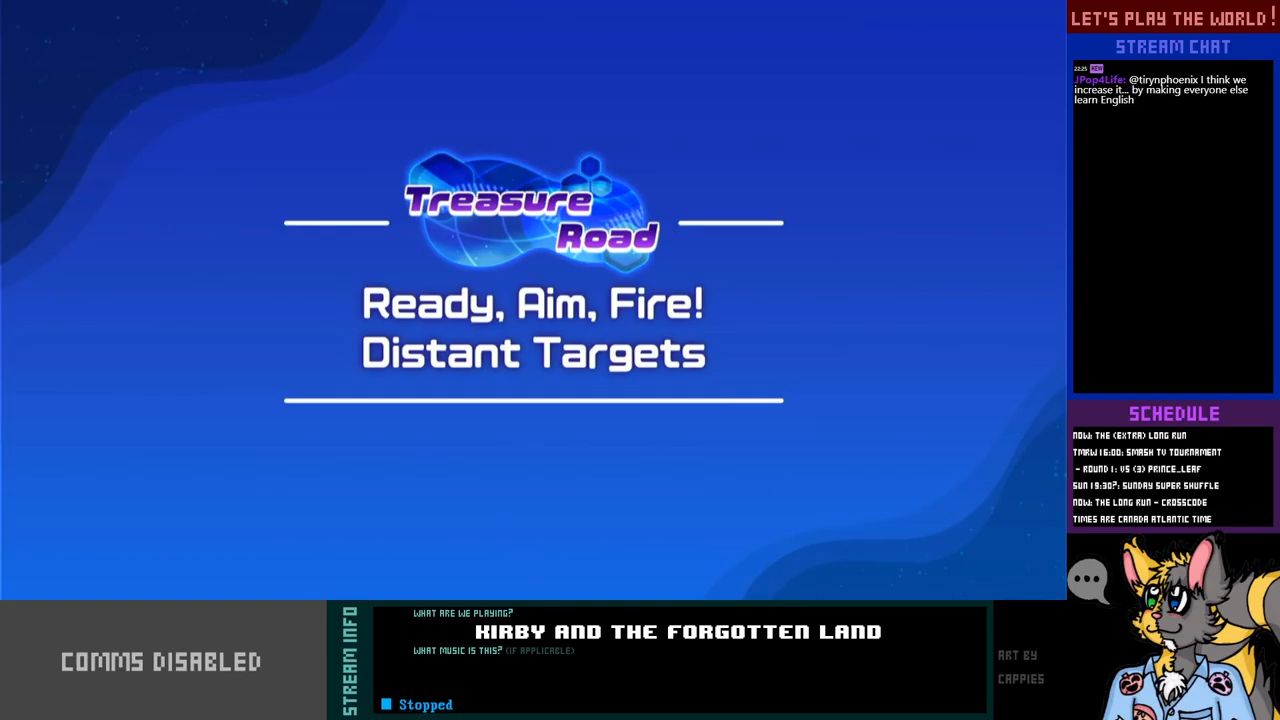 Treasure
Road
Ready, Aim, Fire!
Distant Targets
LET'S PLAY THE WORLD!
STREAM CHAT
22:25 KEW
JPop4Life: @tirynphoenix I think we
increase it... by making everyone else
learn English
SCHEDULE
NOW: THE (EXTRA) LONG RUN
TMRW 16:00: SMASH TV TOURNAMENT
- ROUND 1: VS (3) PRINCE_LEAF
SUN 19:30?: SUNDAY SUPER SHUFFLE
NOW: THE LONG RUN - CROSSCODE
TIMES ARE CANADA ATLANTIC TIME
COMMS DISABLED
STREAM INFO
WHAT ARE WE PLAYING?
KIRBY AND THE FORGOTTEN LAND
WHAT MUSIC IS THIS? (IF APPLICABLE)
Stopped
ART BY
CAPPIES